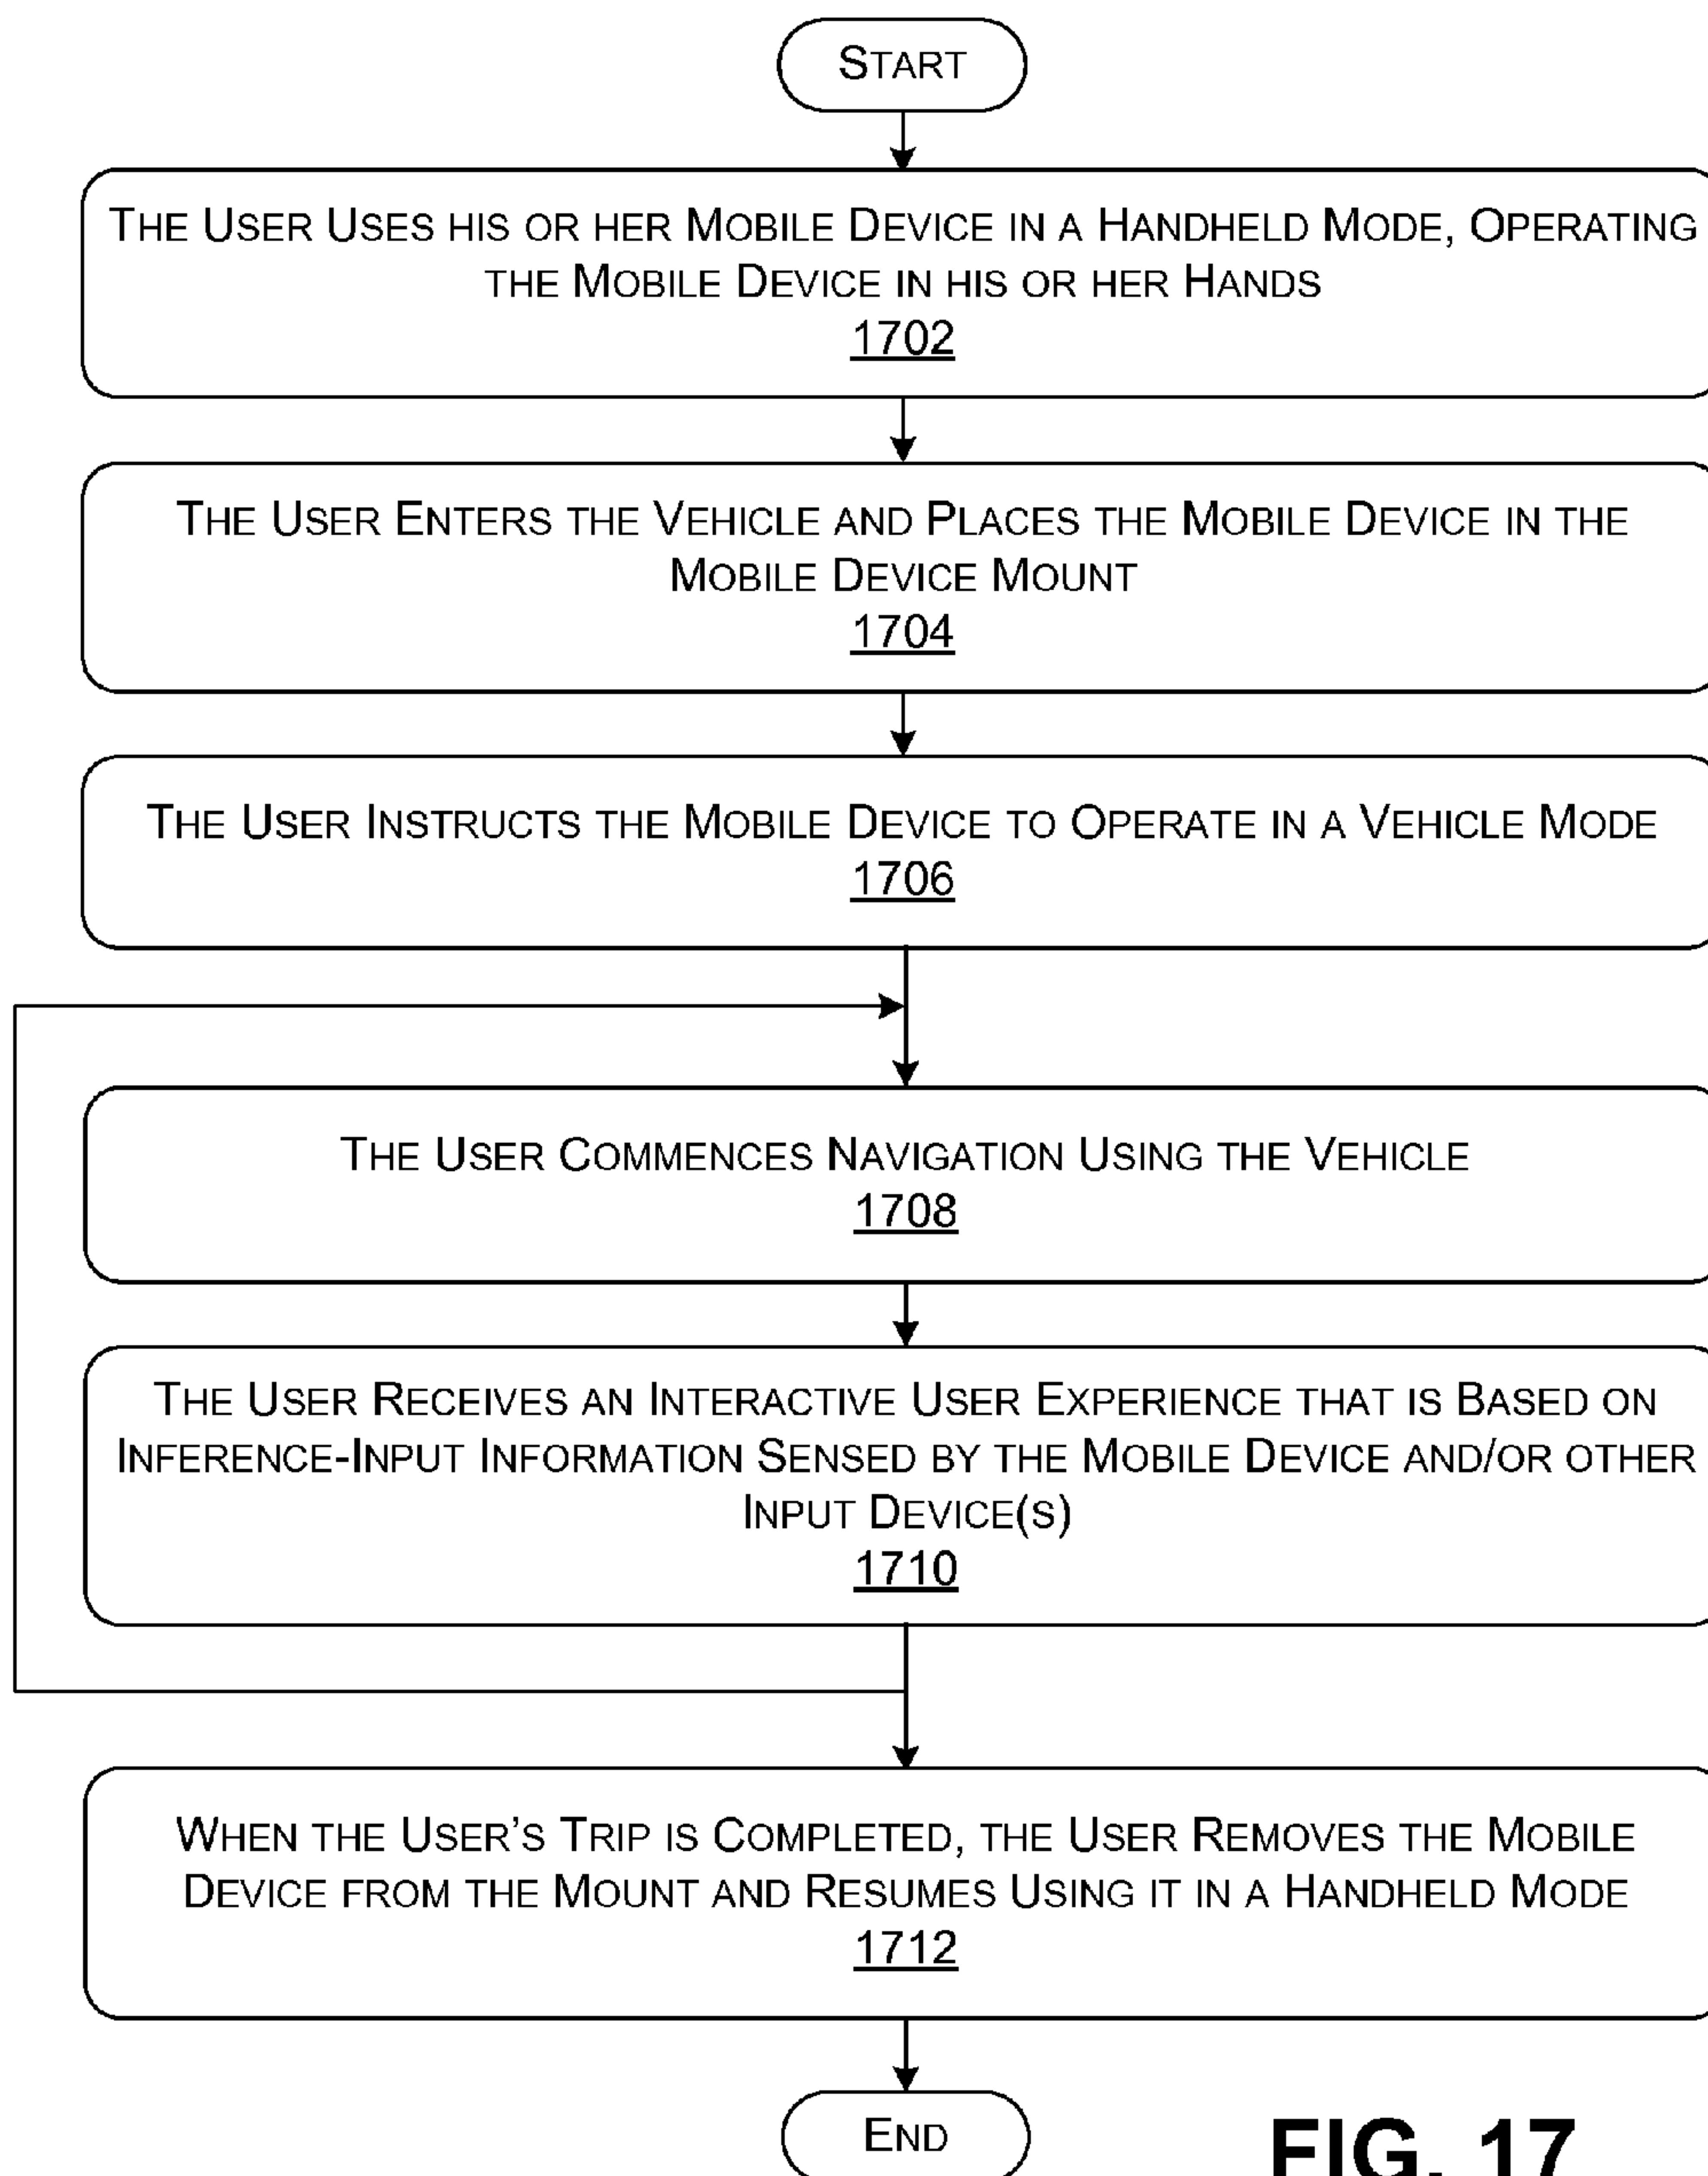 START
THE USER USES HIS OR HER MOBILE DEVICE IN A HANDHELD MODE, OPERATING
THE MOBILE DEVICE IN HIS OR HER HANDS
1702
THE USER ENTERS THE VEHICLE AND PLACES THE MOBILE DEVICE IN THE
MOBILE DEVICE MOUNT
1704
THE USER INSTRUCTS THE MOBILE DEVICE TO OPERATE IN A VEHICLE MODE
1706
THE USER COMMENCES NAVIGATION USING THE VEHICLE
1708
THE USER RECEIVES AN INTERACTIVE USER EXPERIENCE THAT IS BASED ON
INFERENCE-INPUT INFORMATION SENSED BY THE MOBILE DEVICE AND/OR OTHER
INPUT DEVICE(S)
1710
WHEN THE USER'S TRIP IS COMPLETED, THE USER REMOVES THE MOBILE
DEVICE FROM THE MOUNT AND RESUMES USING IT IN A HANDHELD MODE
1712
END
FIG. 17